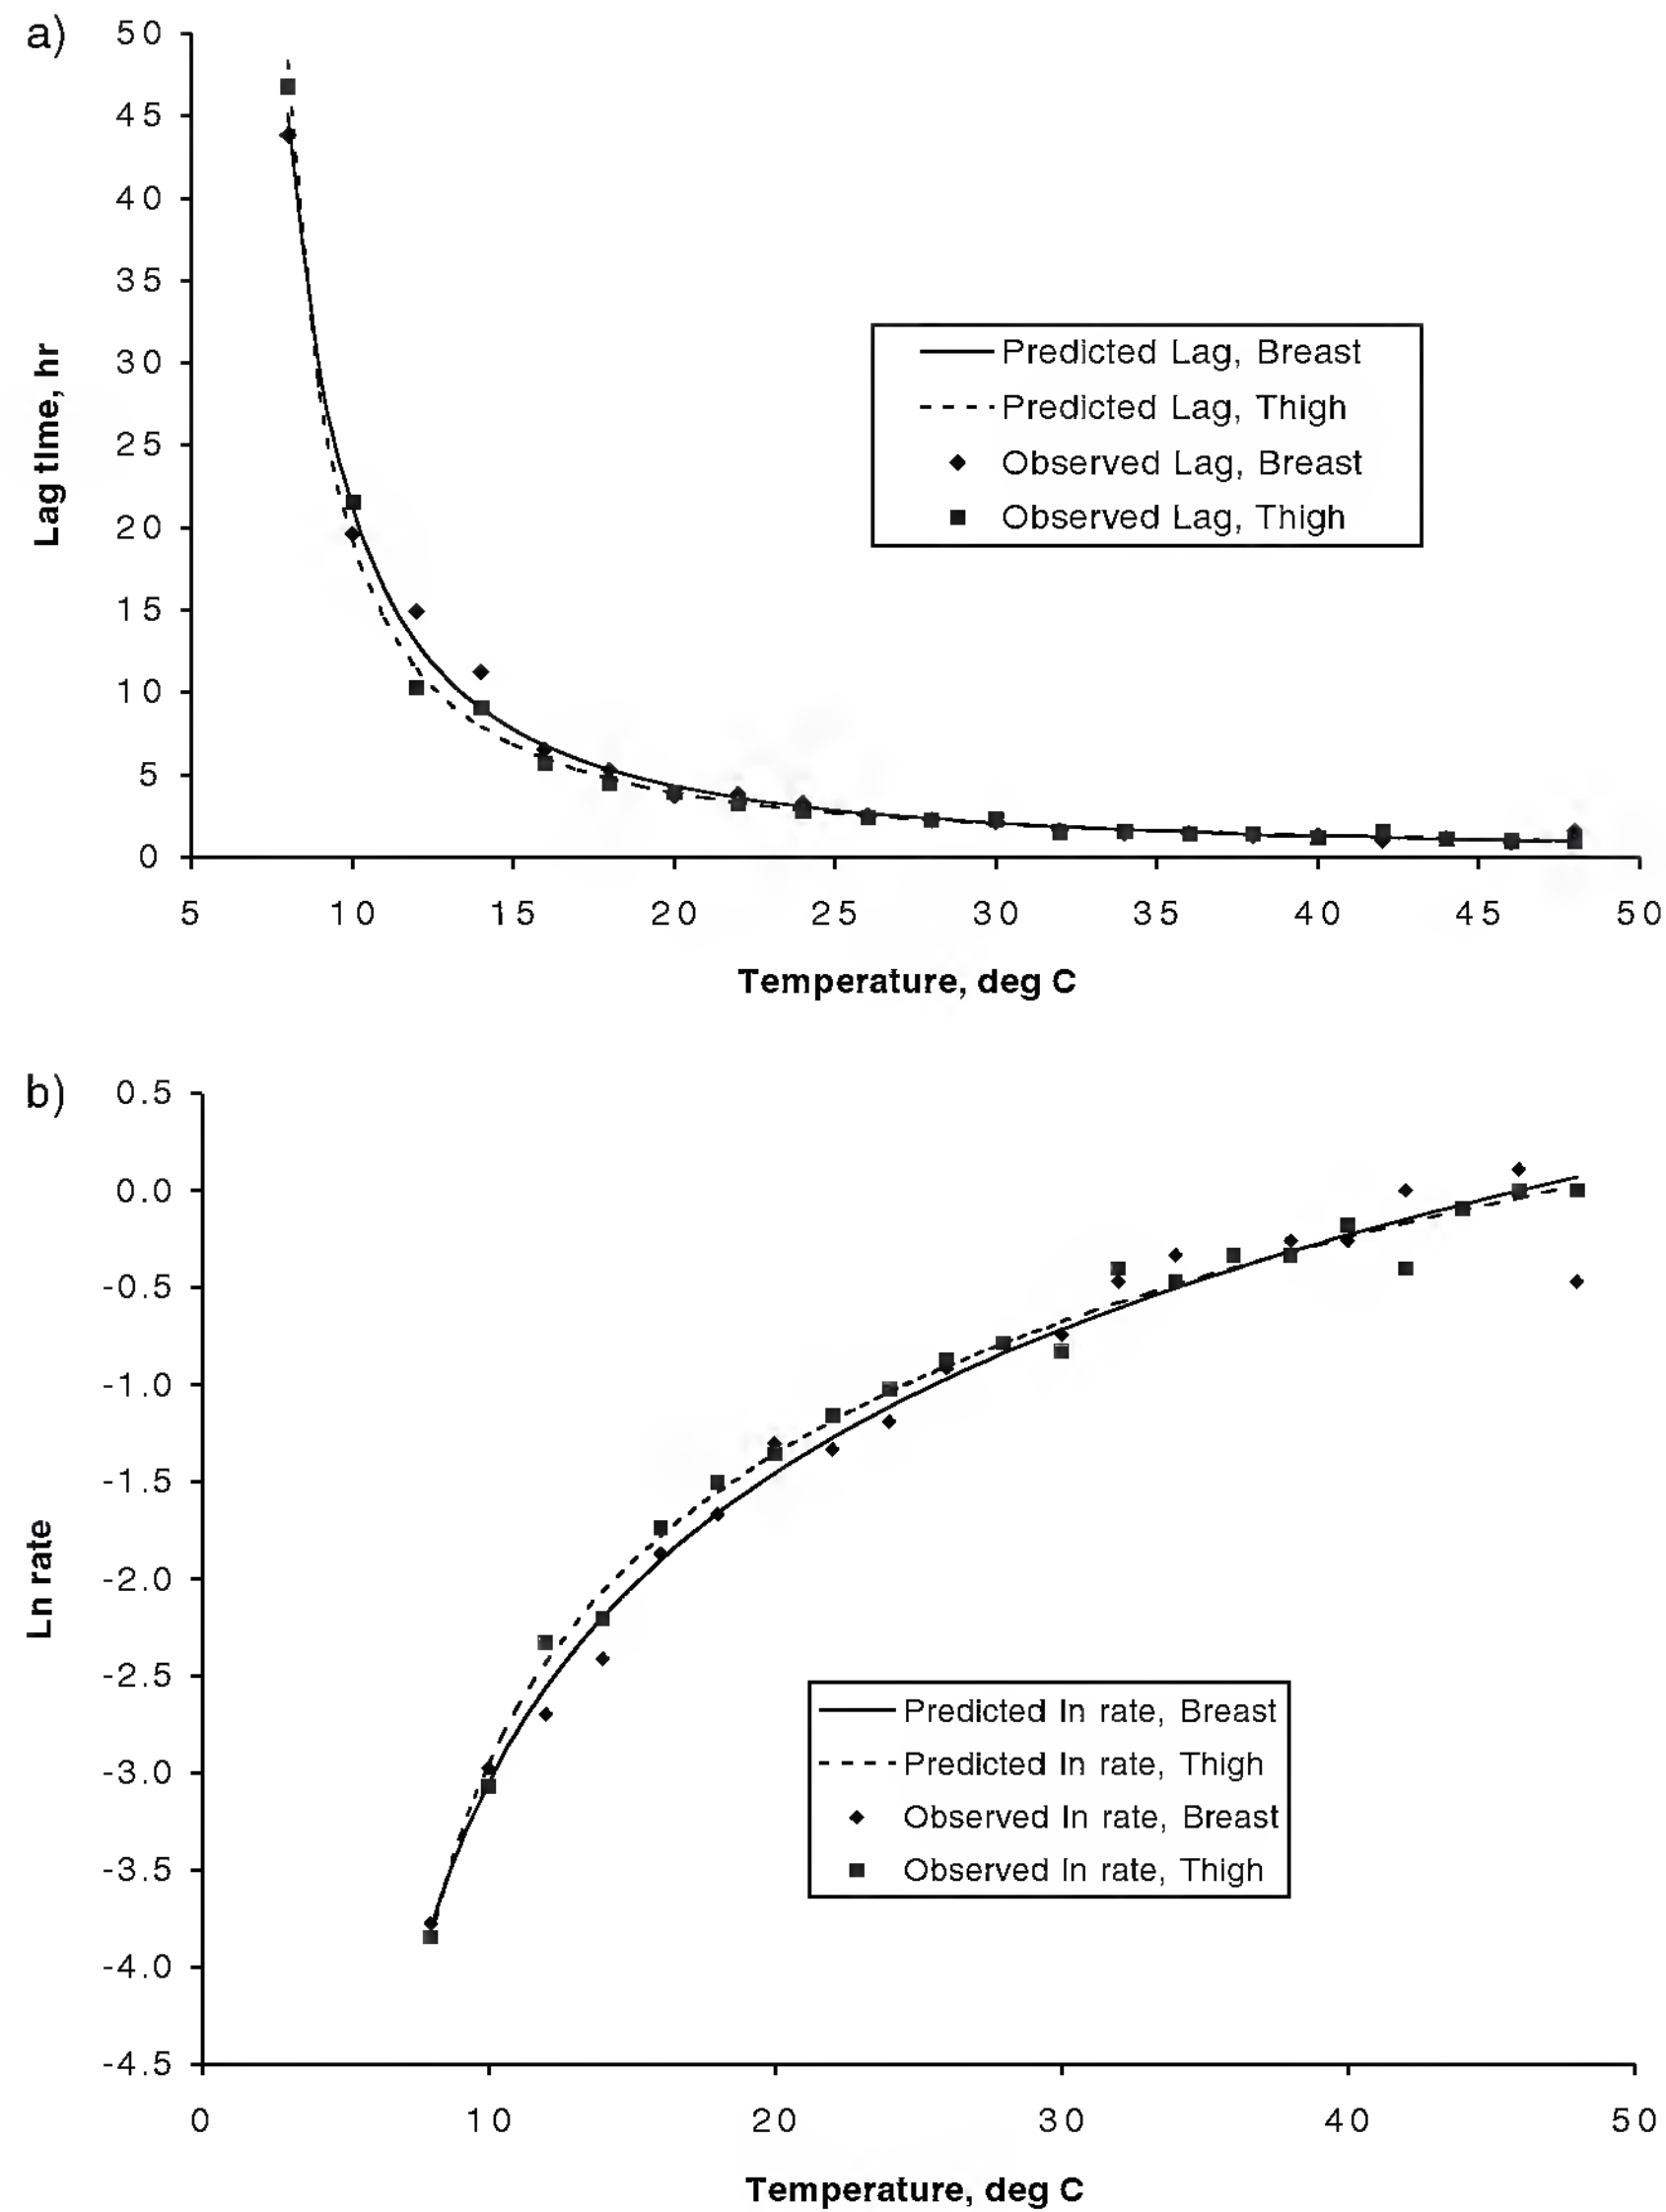 a)
50
45
40
35
30
25
20
15
10
5
0
Lag time, hr
Predicted Lag, Breast
Predicted Lag, Thigh
Observed Lag, Breast
Observed Lag, Thigh
5 10 15 20 25 30 35 40 45 50
Temperature, deg C
b)
0.5
0.0
-0.5
-1.0
-1.5
-2.0
-2.5
-3.0
-3.5
-4.0
-4.5
Ln rate
Predicted ln rate, Breast
Predicted ln rate, Thigh
Observed ln rate, Breast
Observed ln rate, Thigh
0 10 20 30 40 50
Temperature, deg C